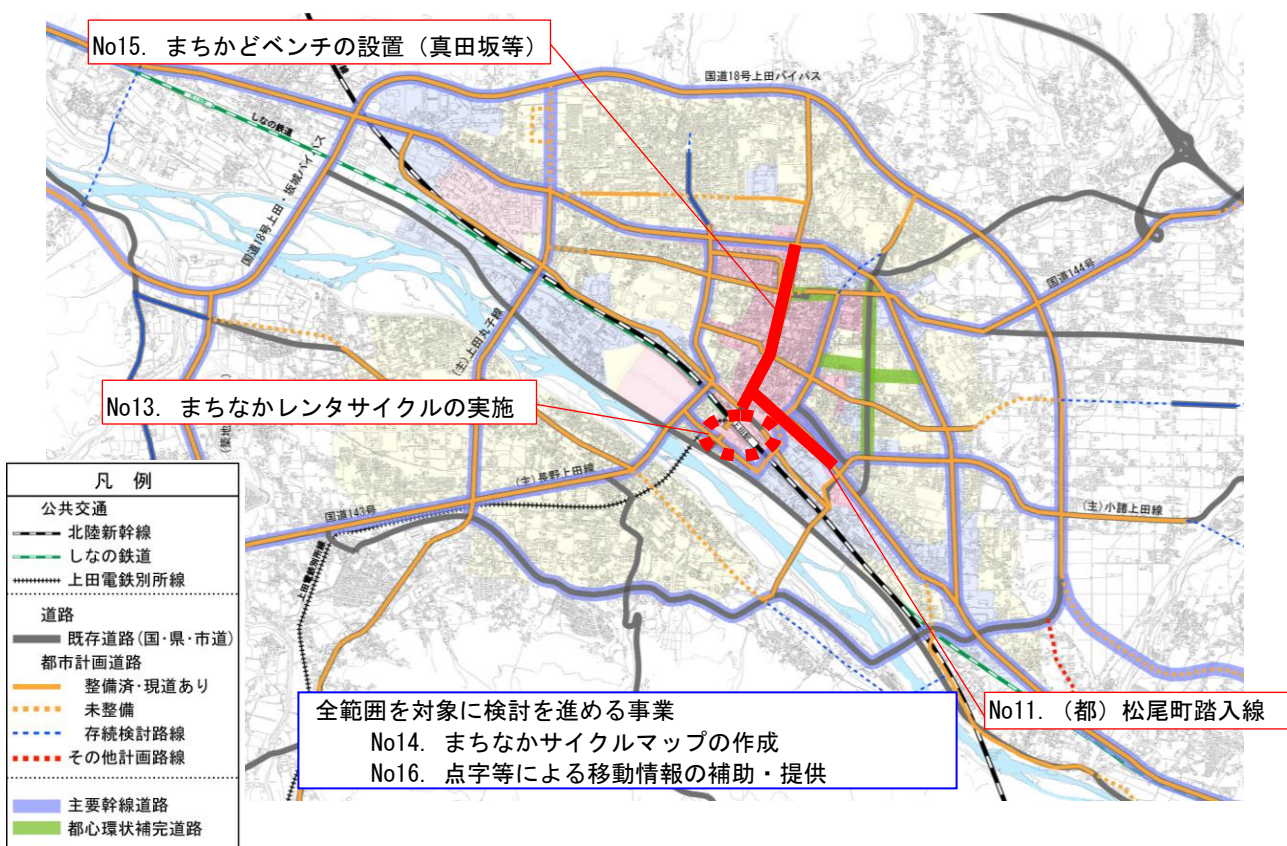 No15. まちかどベンチの設置（真田坂等）
国道18号上田バイパス
しなの鉄道
国道18号上田・坂城バイパス
国道144号
(主)上田丸子線
No13. まちなかレンタサイクルの実施
上田駅
(主)長野上田線
国道143号
(主)小諸上田線
上田電鉄別所線
凡 例
公共交通
北陸新幹線
しなの鉄道
上田電鉄別所線
道路
既存道路(国・県・市道)
都市計画道路
整備済・現道あり
未整備
存続検討路線
その他計画路線
主要幹線道路
都心環状補完道路
全範囲を対象に検討を進める事業
No14. まちなかサイクルマップの作成
No16. 点字等による移動情報の補助・提供
No11.（都）松尾町踏入線